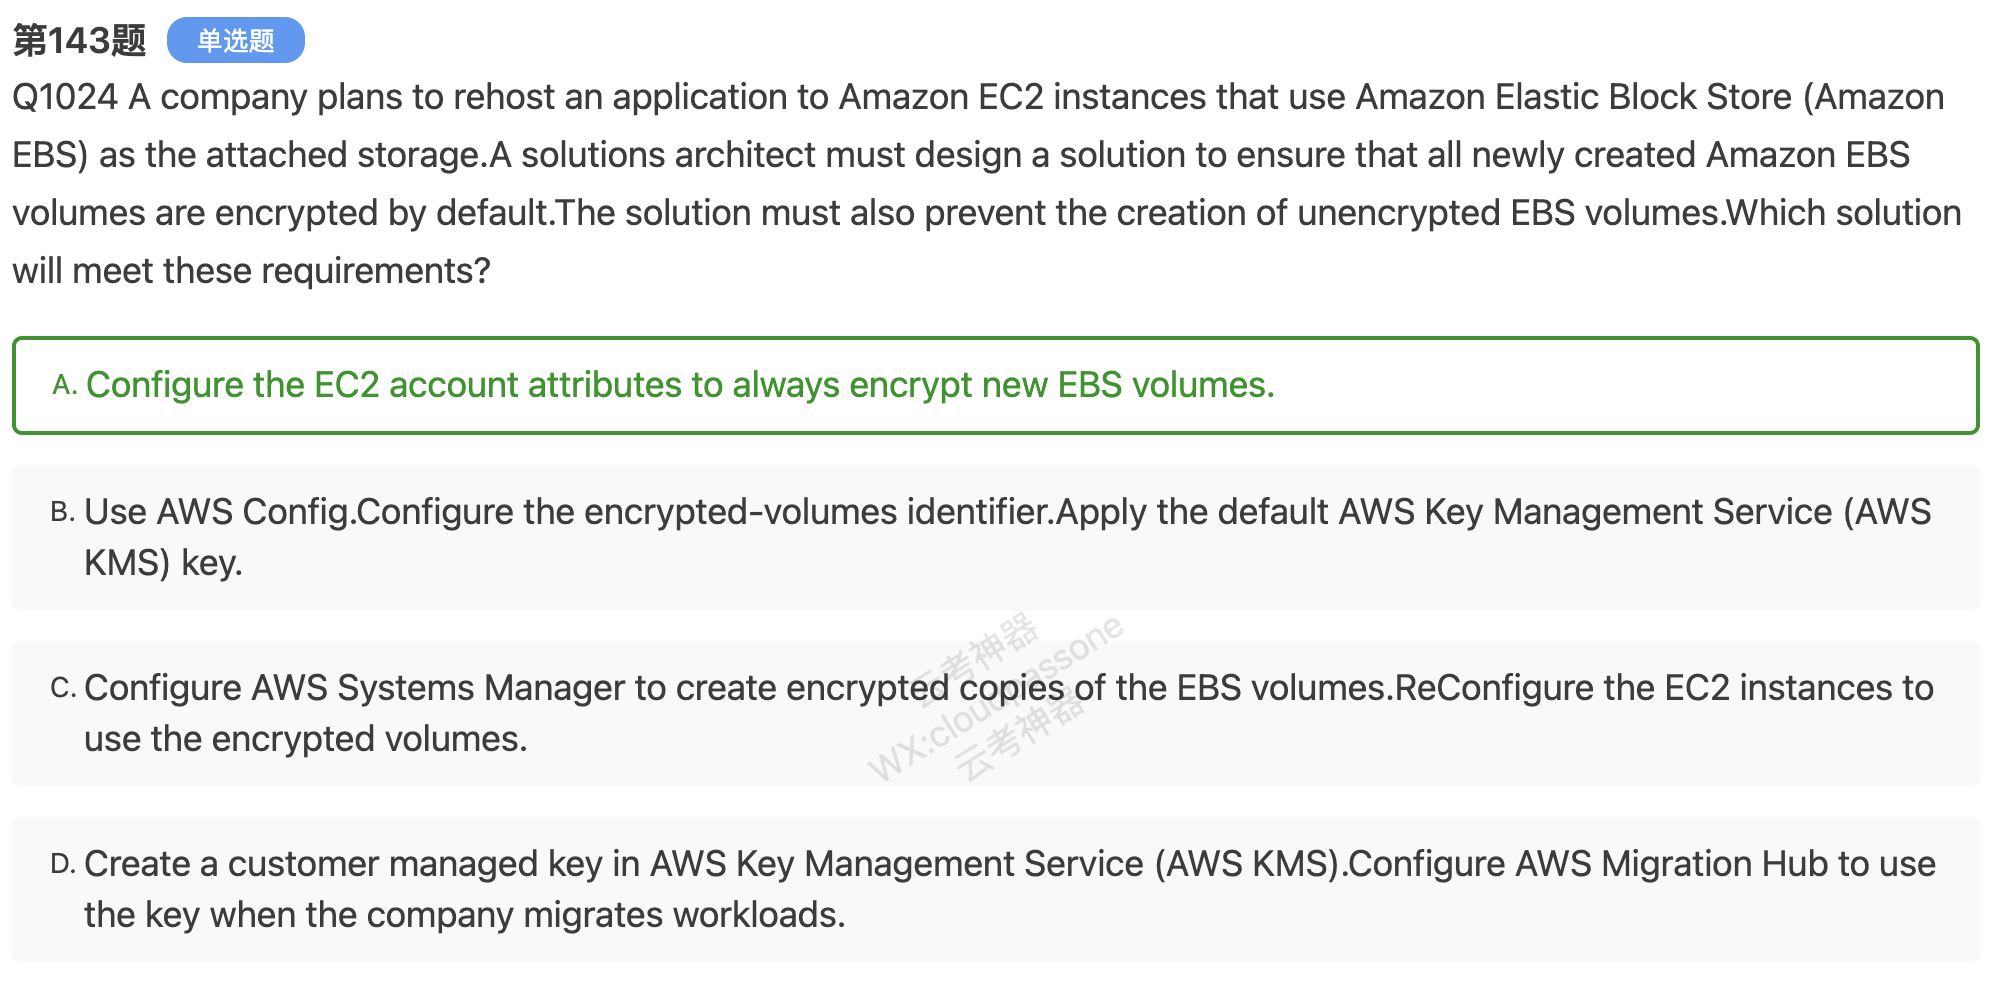 第143题 单选题
Q1024 A company plans to rehost an application to Amazon EC2 instances that use Amazon Elastic Block Store (Amazon
EBS) as the attached storage.A solutions architect must design a solution to ensure that all newly created Amazon EBS
volumes are encrypted by default.The solution must also prevent the creation of unencrypted EBS volumes.Which solution
will meet these requirements?
A. Configure the EC2 account attributes to always encrypt new EBS volumes.
B. Use AWS Config.Configure the encrypted-volumes identifier.Apply the default AWS Key Management Service (AWS
KMS) key.
C. Configure AWS Systems Manager to create encrypted copies of the EBS volumes.ReConfigure the EC2 instances to
use the encrypted volumes.
D. Create a customer managed key in AWS Key Management Service (AWS KMS).Configure AWS Migration Hub to use
the key when the company migrates workloads.
云考神器
WX:cloudpassone
云考神器